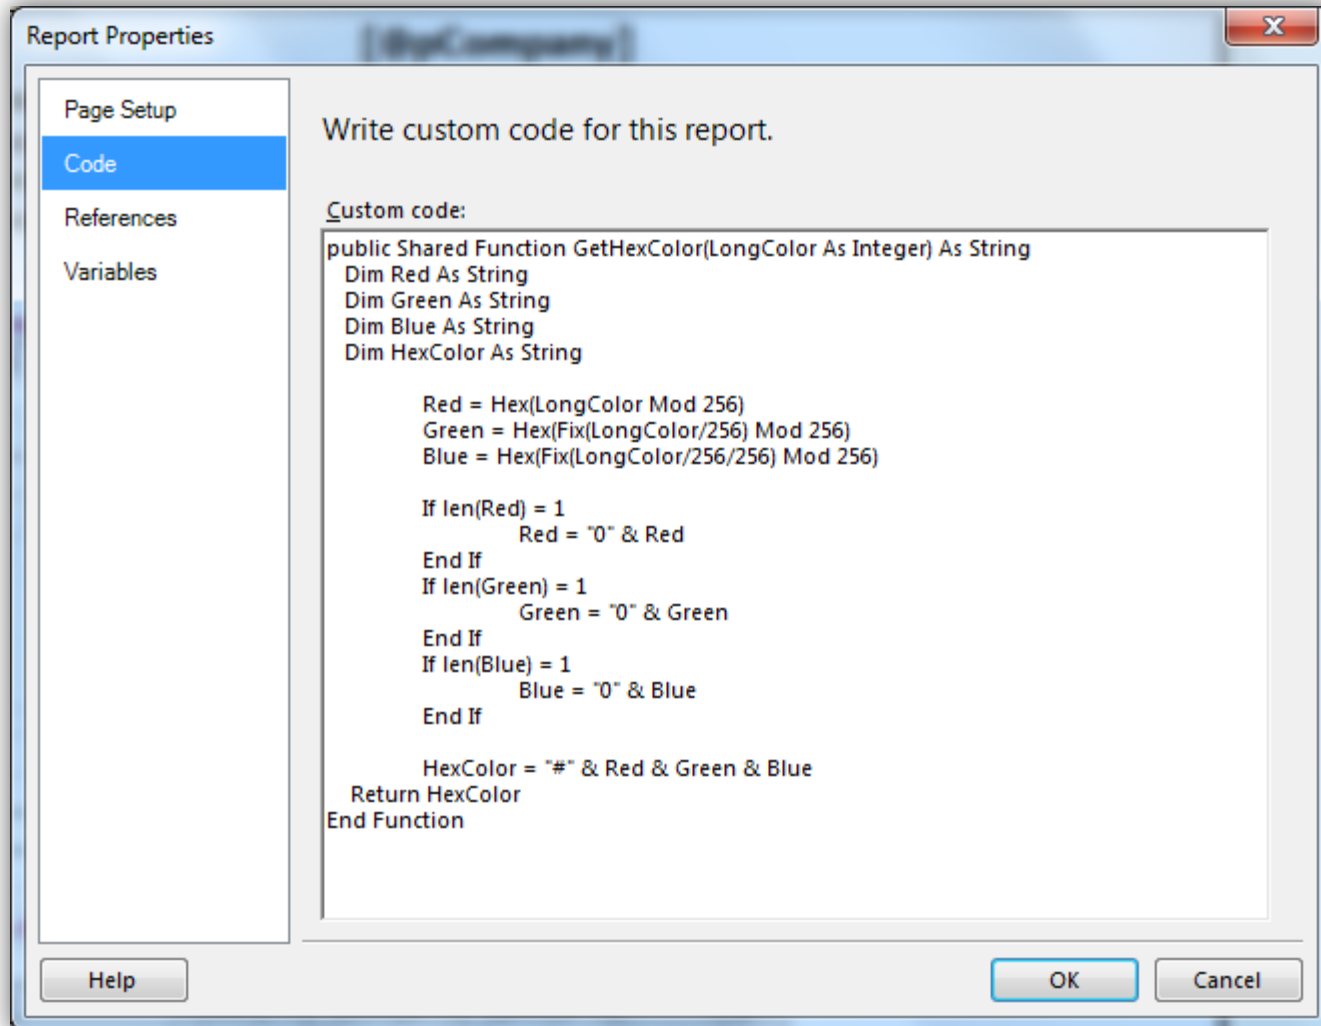 Report Properties
[@pCompany]
Page Setup
Code
References
Variables
Write custom code for this report.
Custom code:
public Shared Function GetHexColor(LongColor As Integer) As String
Dim Red As String
Dim Green As String
Dim Blue As String
Dim HexColor As String
Red = Hex(LongColor Mod 256)
Green = Hex(Fix(LongColor/256) Mod 256)
Blue = Hex(Fix(LongColor/256/256) Mod 256)
If len(Red) = 1
Red = "0" & Red
End If
If len(Green) = 1
Green = "0" & Green
End If
If len(Blue) = 1
Blue = "0" & Blue
End If
HexColor = "#" & Red & Green & Blue
Return HexColor
End Function
Help
OK
Cancel